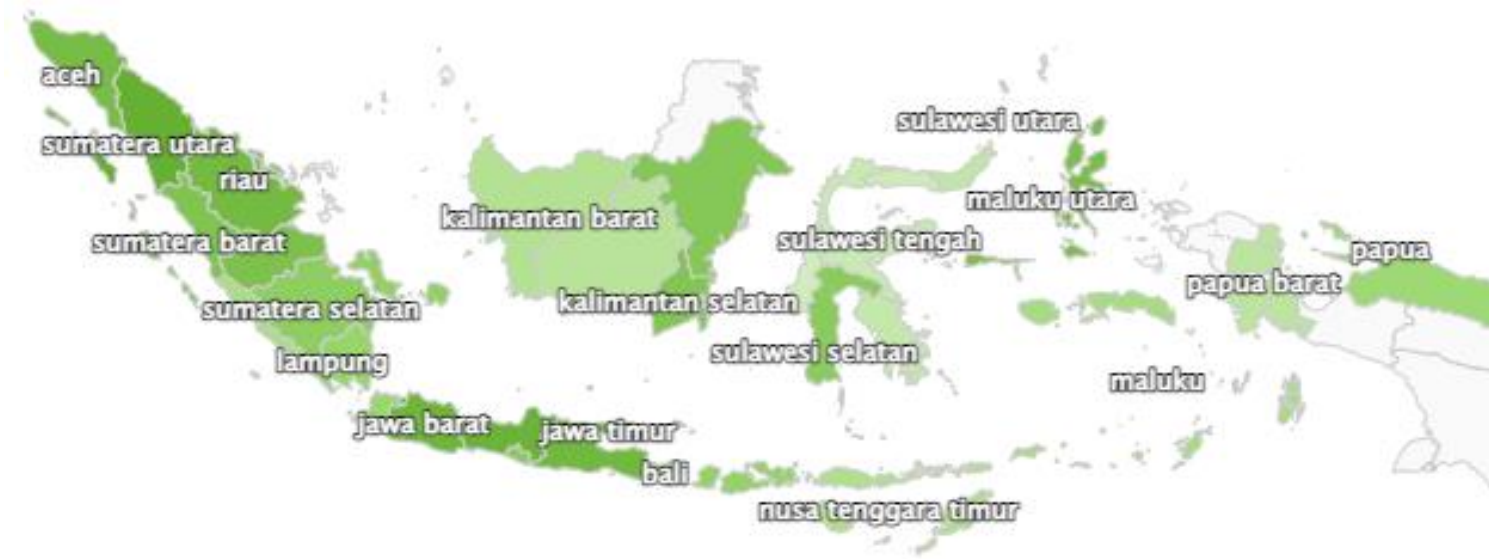 aceh
sulawesi utara
sumatera utara
riau
maluku utara
kalimantan barat
sumatera barat
sulawesi tengah
papua
papua barat
kalimantan selatan
sumatera selatan
sulawesi selatan
lampung
maluku
jawa barat
jawa timur
bali
nusa tenggara timur